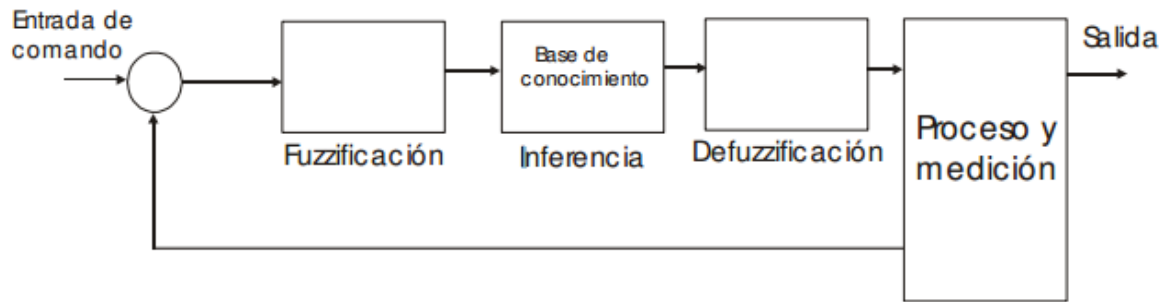 Entrada de
comando
Fuzzificación
Base de
conocimiento
Inferencia
Defuzzificación
Proceso y
medición
Salida